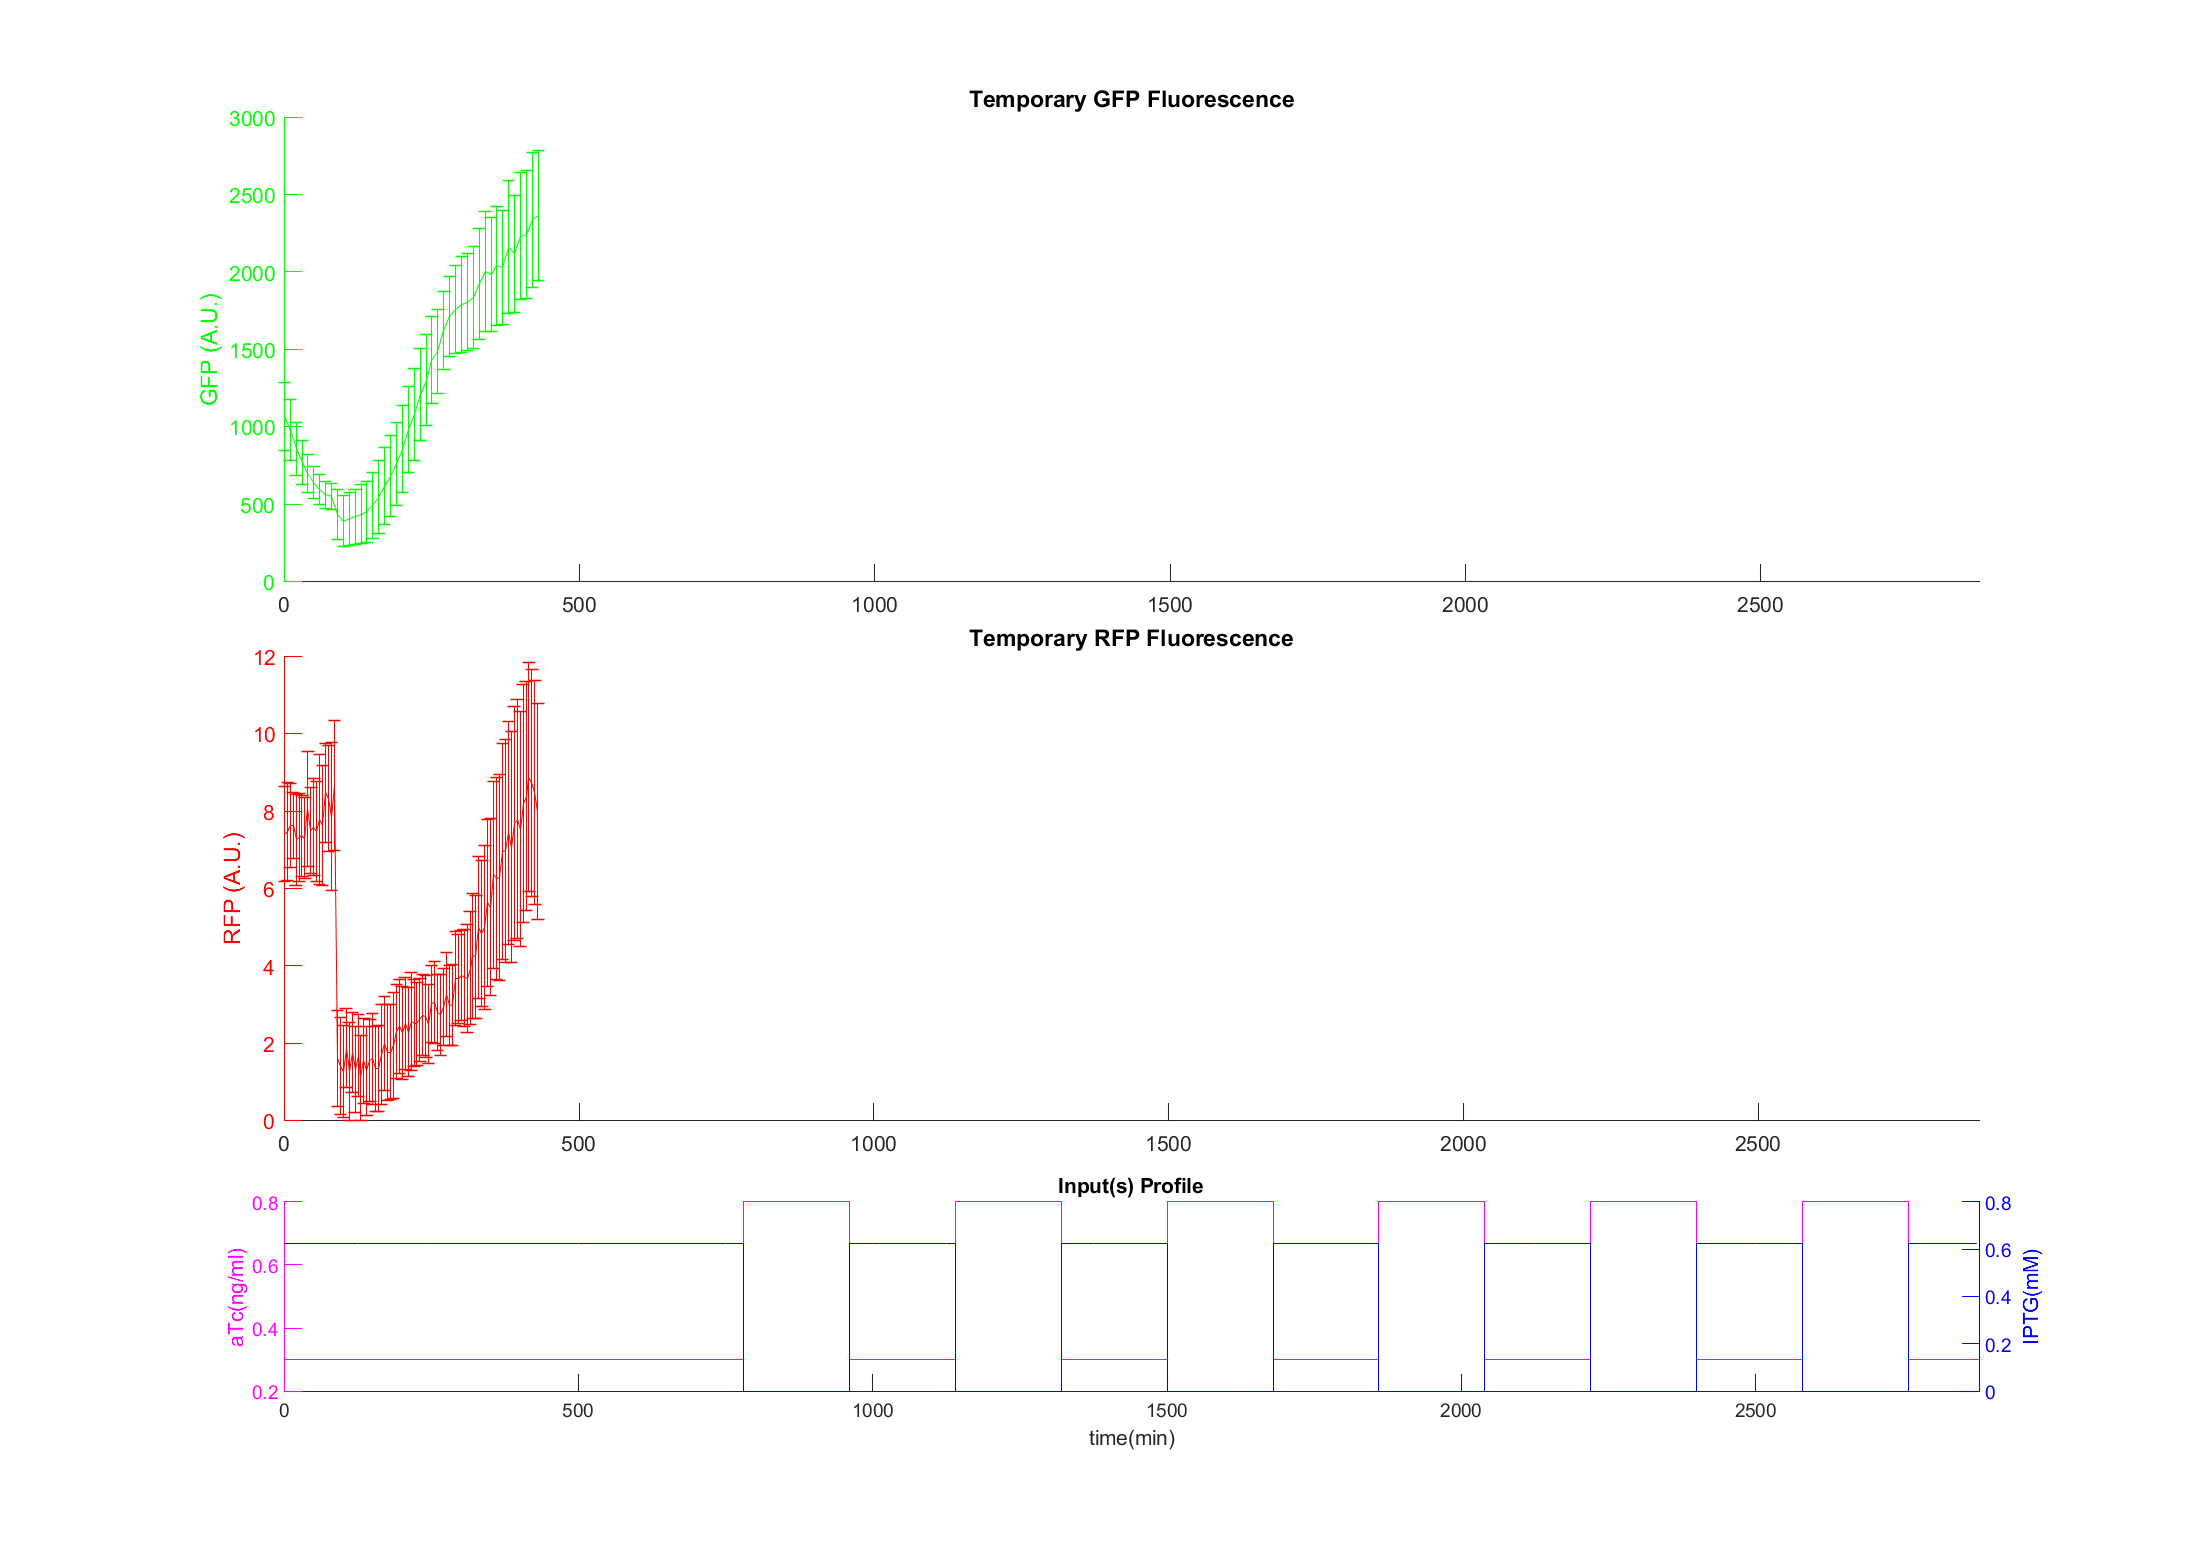 Temporary GFP Fluorescence
GFP (A.U.)
3000
2500
2000
1500
1000
500
0
0 500 1000 1500 2000 2500
Temporary RFP Fluorescence
RFP (A.U.)
12
10
8
6
4
2
0
0 500 1000 1500 2000 2500
Input(s) Profile
aTc(ng/ml)
0.8
0.6
0.4
0.2
0.8
0.6
0.4
0.2
0
IPTG(mM)
0 500 1000 1500 2000 2500
time(min)